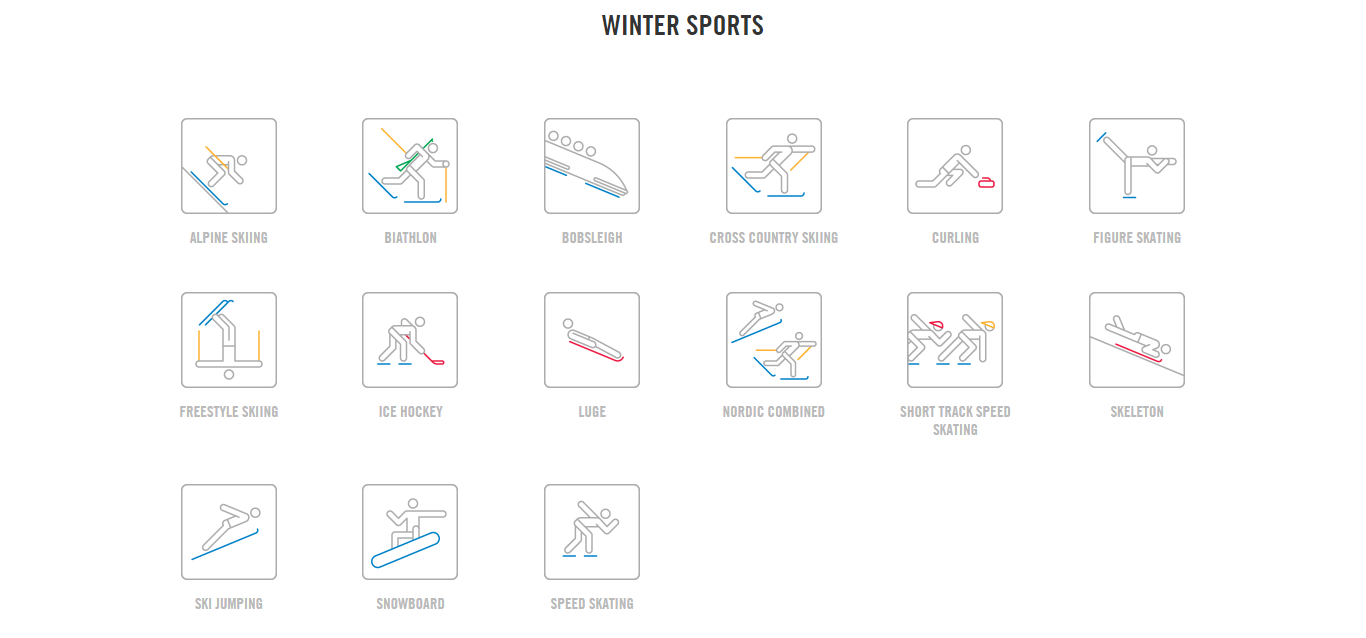 WINTER SPORTS
ALPINE SKIING
BIATHLON
BOBSLEIGH
CROSS COUNTRY SKIING
CURLING
FIGURE SKATING
FREESTYLE SKIING
ICE HOCKEY
LUGE
NORDIC COMBINED
SHORT TRACK SPEED
SKATING
SKELETON
SKI JUMPING
SNOWBOARD
SPEED SKATING